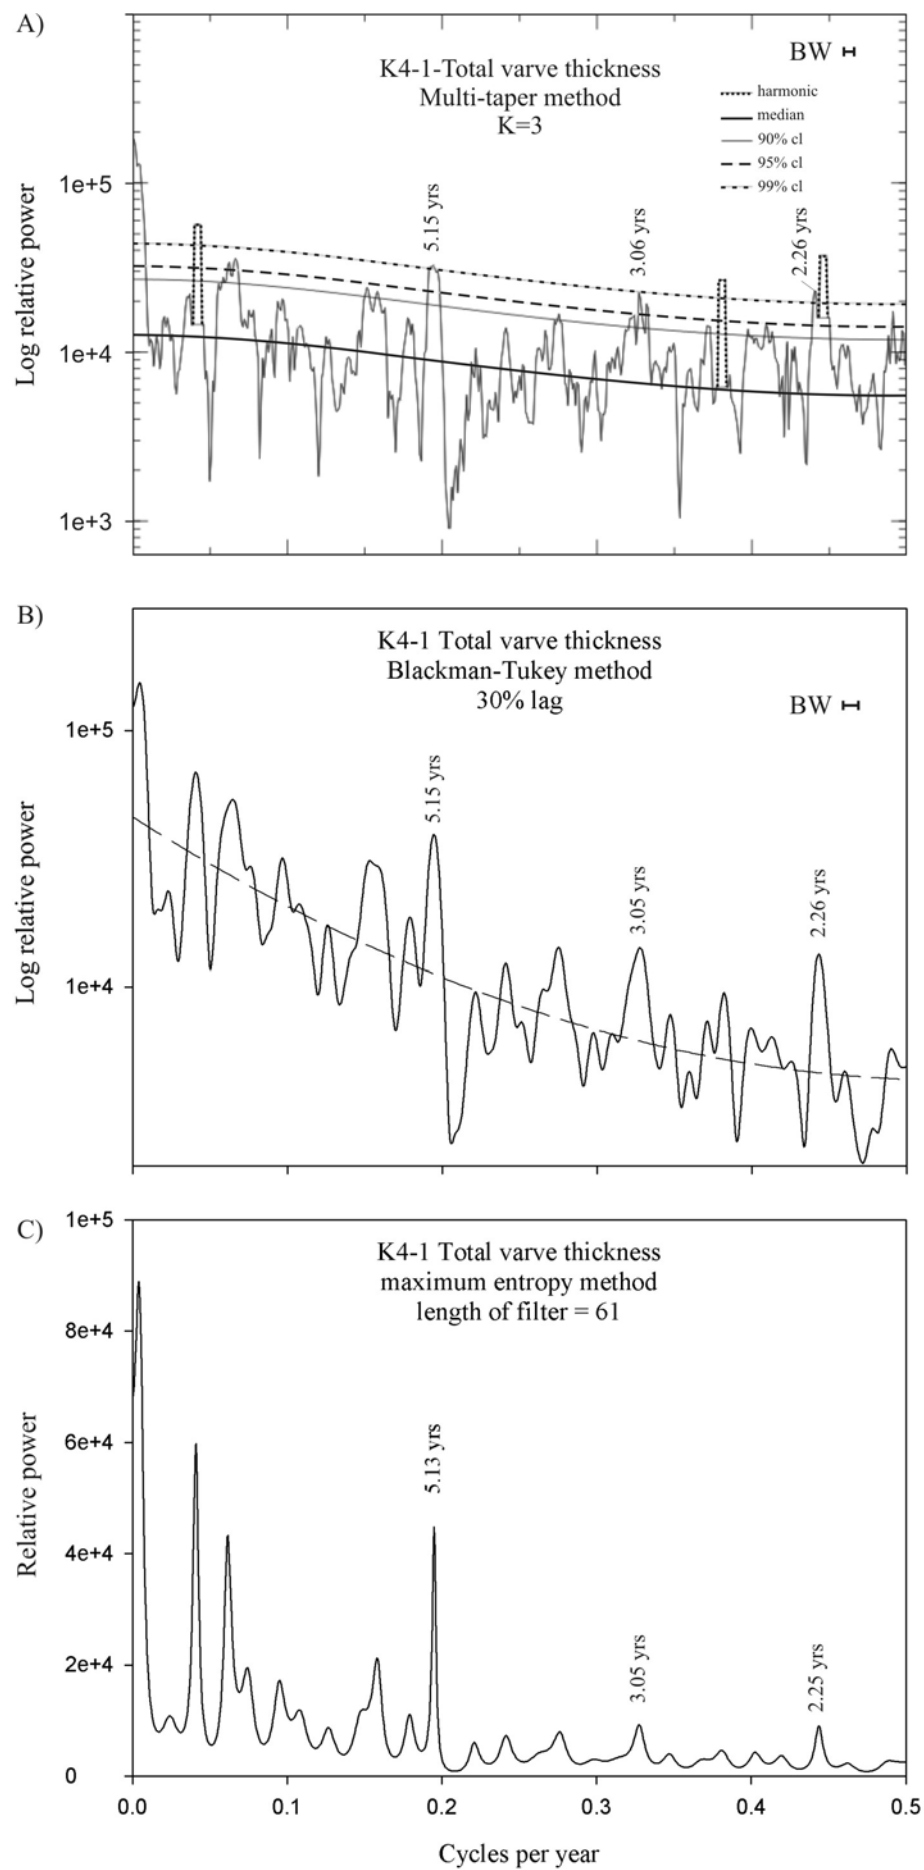 A)
K4-1-Total varve thickness
Multi-taper method
K=3
BW
harmonic
median
90% cl
95% cl
99% cl
Log relative power
1e+5
1e+4
1e+3
5.15 yrs
3.06 yrs
2.26 yrs
B)
K4-1 Total varve thickness
Blackman-Tukey method
30% lag
BW
Log relative power
1e+5
1e+4
5.15 yrs
3.05 yrs
2.26 yrs
C)
K4-1 Total varve thickness
maximum entropy method
length of filter = 61
Relative power
1e+5
8e+4
6e+4
4e+4
2e+4
0
5.13 yrs
3.05 yrs
2.25 yrs
0.0 0.1 0.2 0.3 0.4 0.5
Cycles per year